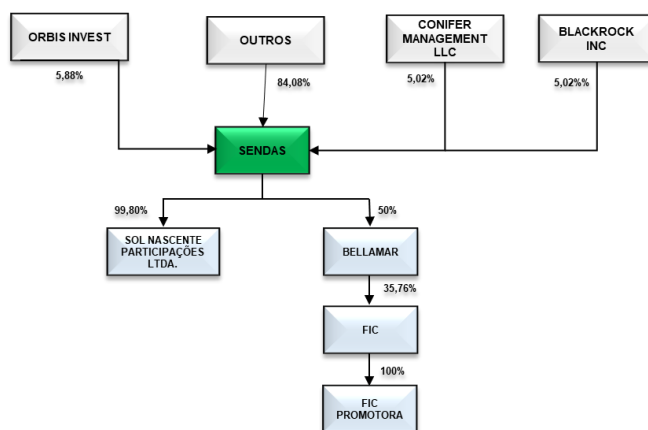 ORBIS INVEST
OUTROS
CONIFER
MANAGEMENT
LLC
BLACKROCK
INC
5,88%
84,08%
5,02%
5,02%%
SENDAS
99,80%
50%
SOL NASCENTE
PARTICIPAÇÕES
LTDA.
BELLAMAR
35,76%
FIC
100%
FIC
PROMOTORA